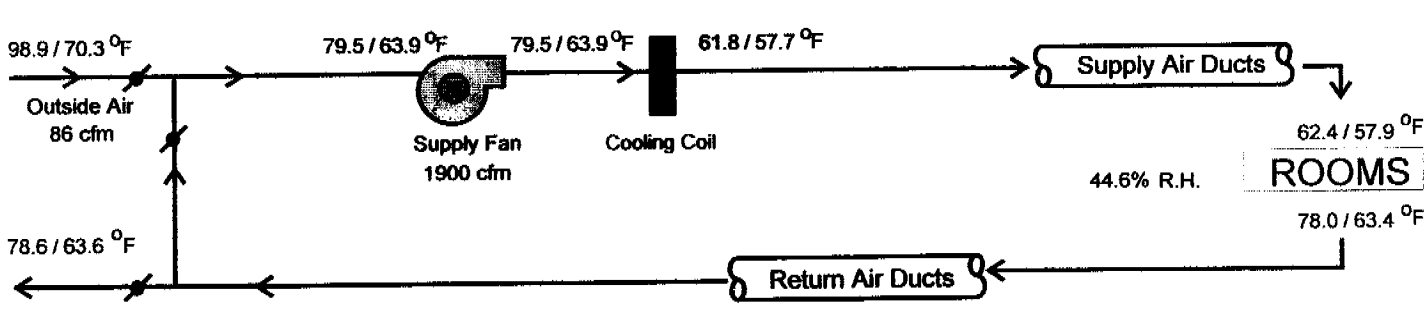 98.9 / 70.3 °F
79.5 / 63.9 °F
79.5 / 63.9 °F
61.8 / 57.7 °F
Supply Air Ducts
Outside Air
86 cfm
Supply Fan
1900 cfm
Cooling Coil
62.4 / 57.9 °F
44.6% R.H.
ROOMS
78.0 / 63.4 °F
78.6 / 63.6 °F
Return Air Ducts